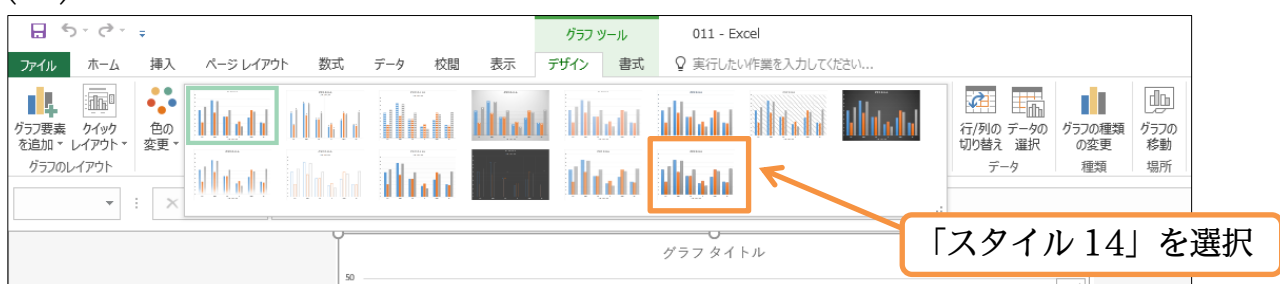 グラフ ツール
011 - Excel
ファイル ホーム 挿入 ページ レイアウト 数式 データ 校閲 表示 デザイン 書式 実行したい作業を入力してください...
グラフ要素
を追加
クイック
レイアウト
色の
変更
行/列の
切り替え
データの
選択
グラフの種類
の変更
グラフの
移動
グラフのレイアウト
データ
種類
場所
「スタイル 14」を選択
グラフ タイトル
50